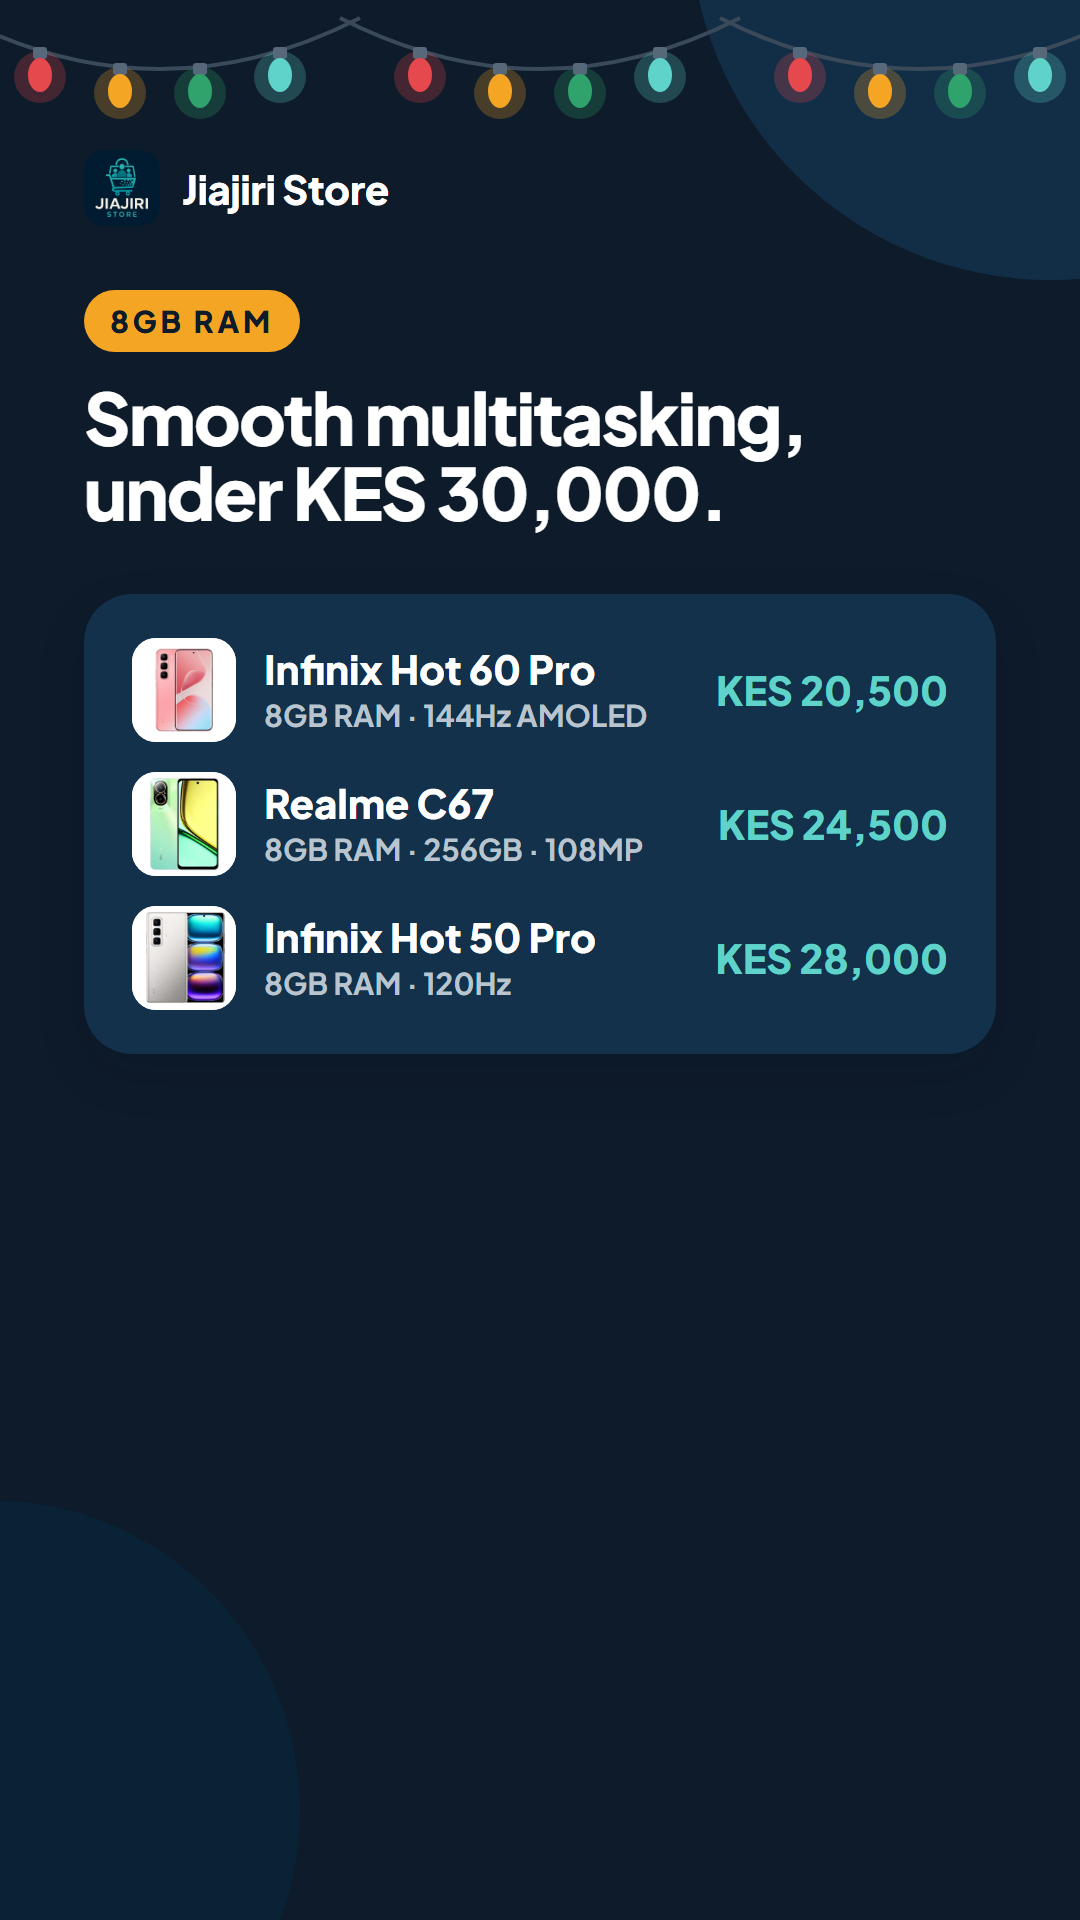 JIAJIRI
STORE
Jiajiri Store
8GB RAM
Smooth multitasking,
under KES 30,000.
Infinix Hot 60 Pro
8GB RAM · 144Hz AMOLED
KES 20,500
Realme C67
8GB RAM · 256GB · 108MP
KES 24,500
Infinix Hot 50 Pro
8GB RAM · 120Hz
KES 28,000